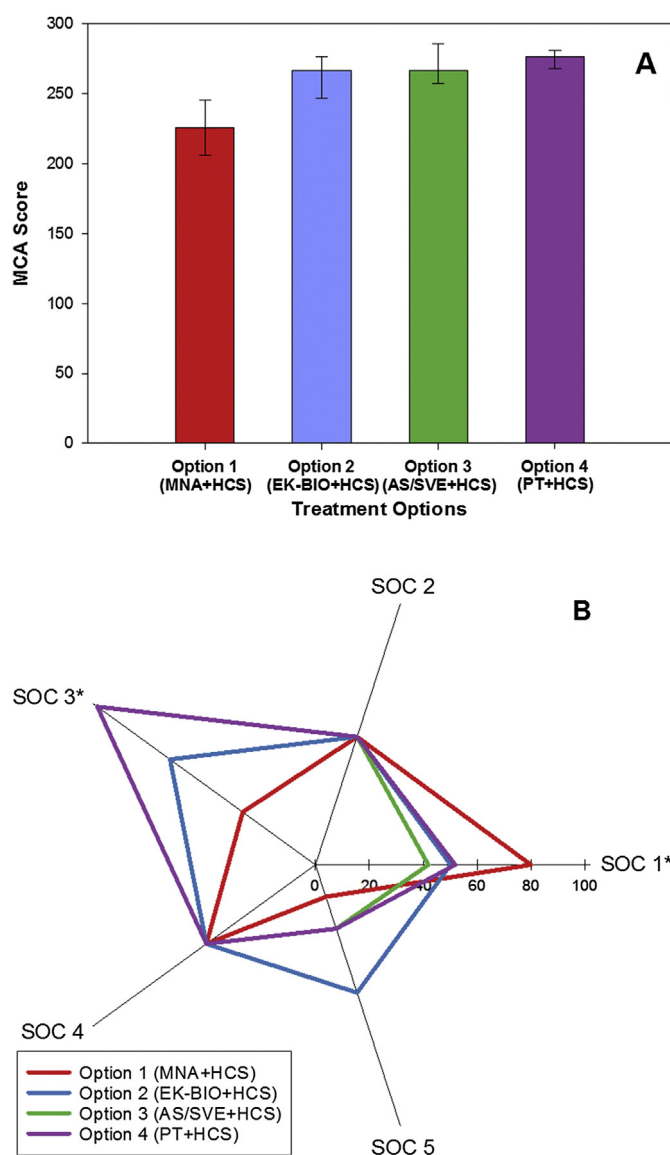 300
A
250
200
150
100
50
0
MCA Score
Option 1 Option 2 Option 3 Option 4
(MNA+HCS) (EK-BIO+HCS) (AS/SVE+HCS) (PT+HCS)
Treatment Options
SOC 2
B
SOC 3*
SOC 1*
0 20 40 60 80 100
SOC 4
Option 1 (MNA+HCS)
Option 2 (EK-BIO+HCS)
Option 3 (AS/SVE+HCS)
Option 4 (PT+HCS)
SOC 5